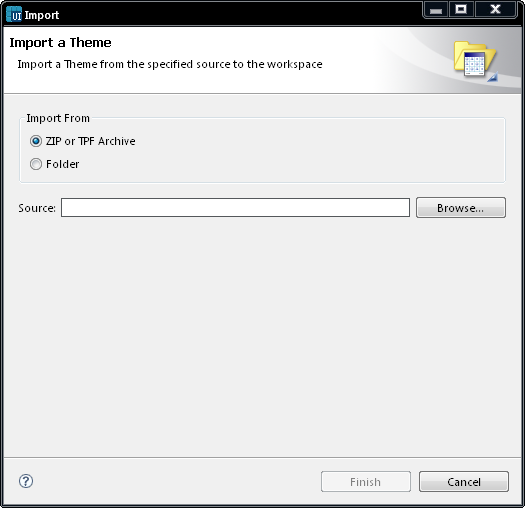 UI Import
Import a Theme
Import a Theme from the specified source to the workspace
Import From
ZIP or TPF Archive
Folder
Source:
Browse...
?
Finish
Cancel